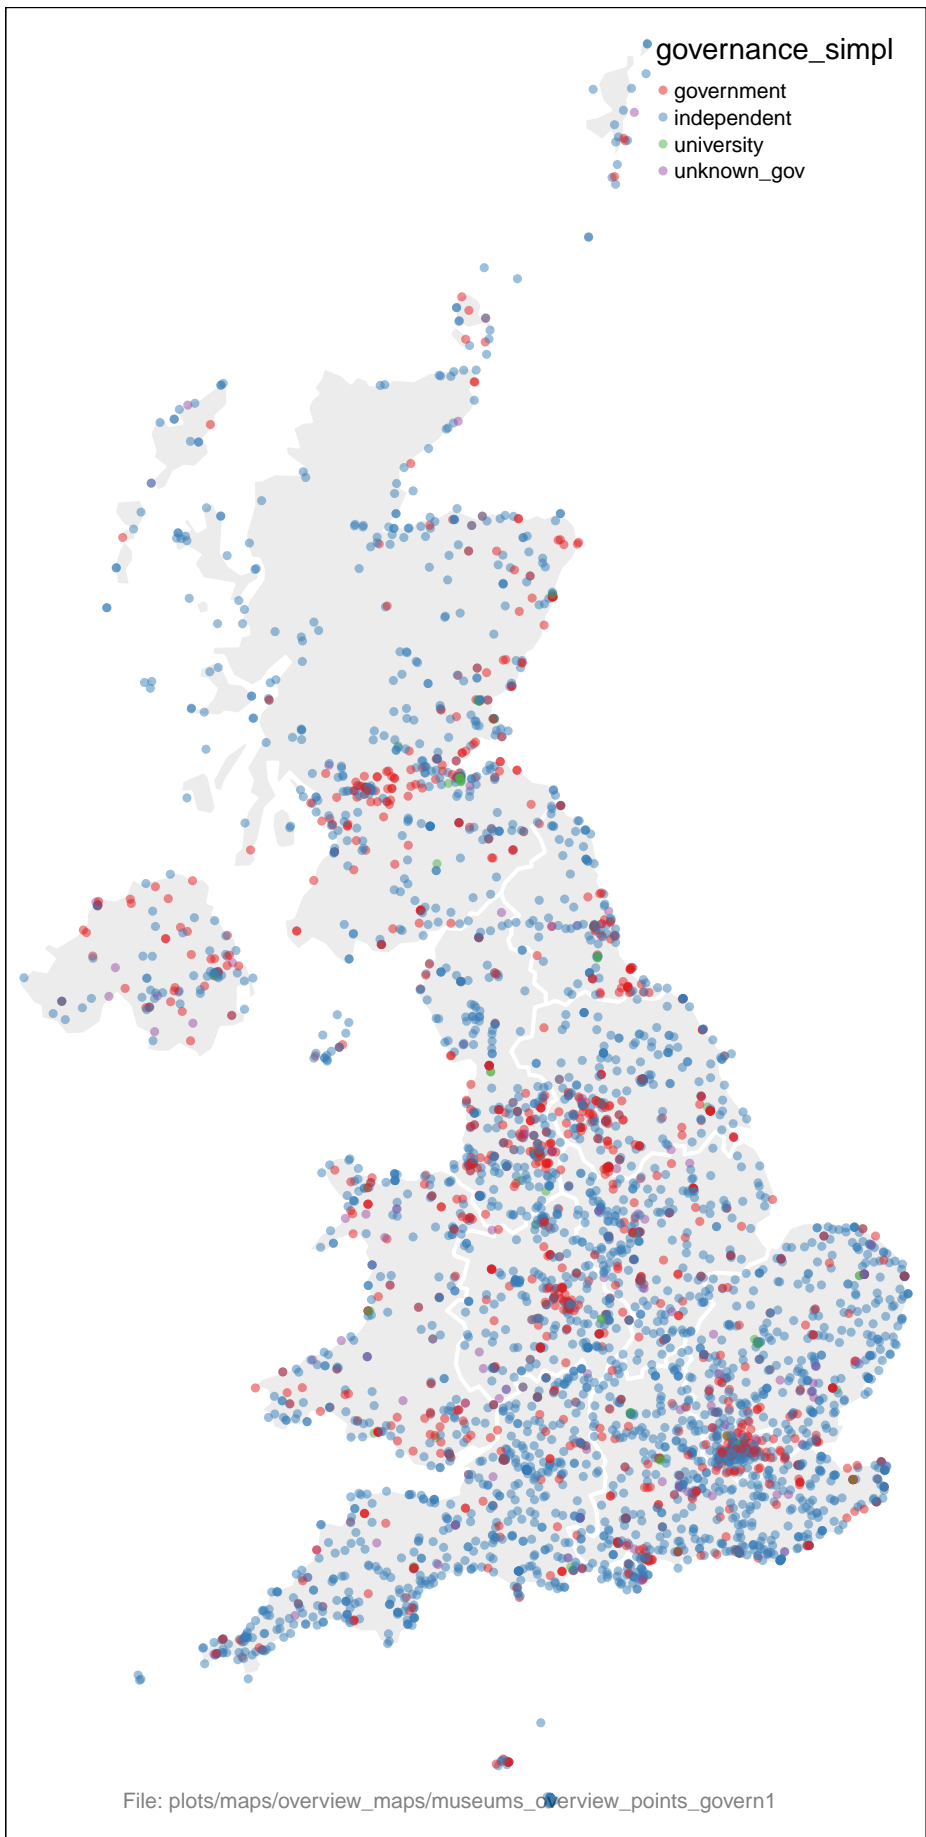 governance_simpl
government
independent
university
unknown_gov
File: plots/maps/overview_maps/museums_overview_points_govern1